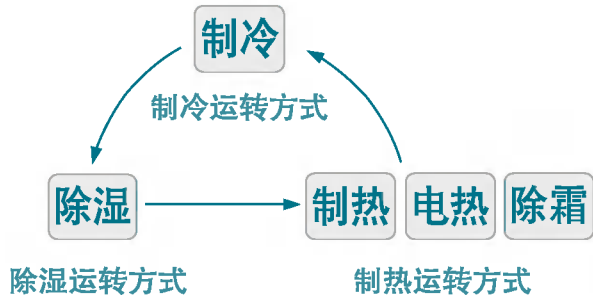 制冷
制冷运转方式
除湿
制热 电热 除霜
除湿运转方式
制热运转方式